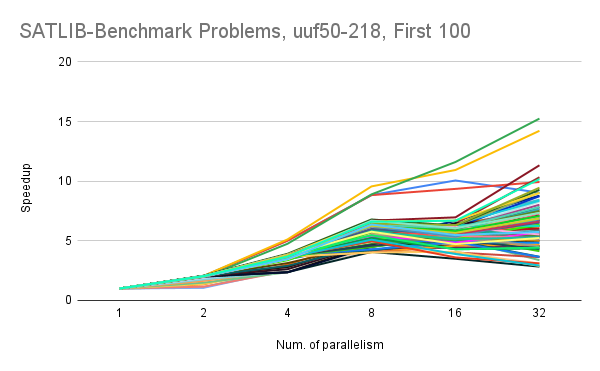 SATLIB-Benchmark Problems, uuf50-218, First 100
20
15
10
5
0
Speedup
1 2 4 8 16 32
Num. of parallelism